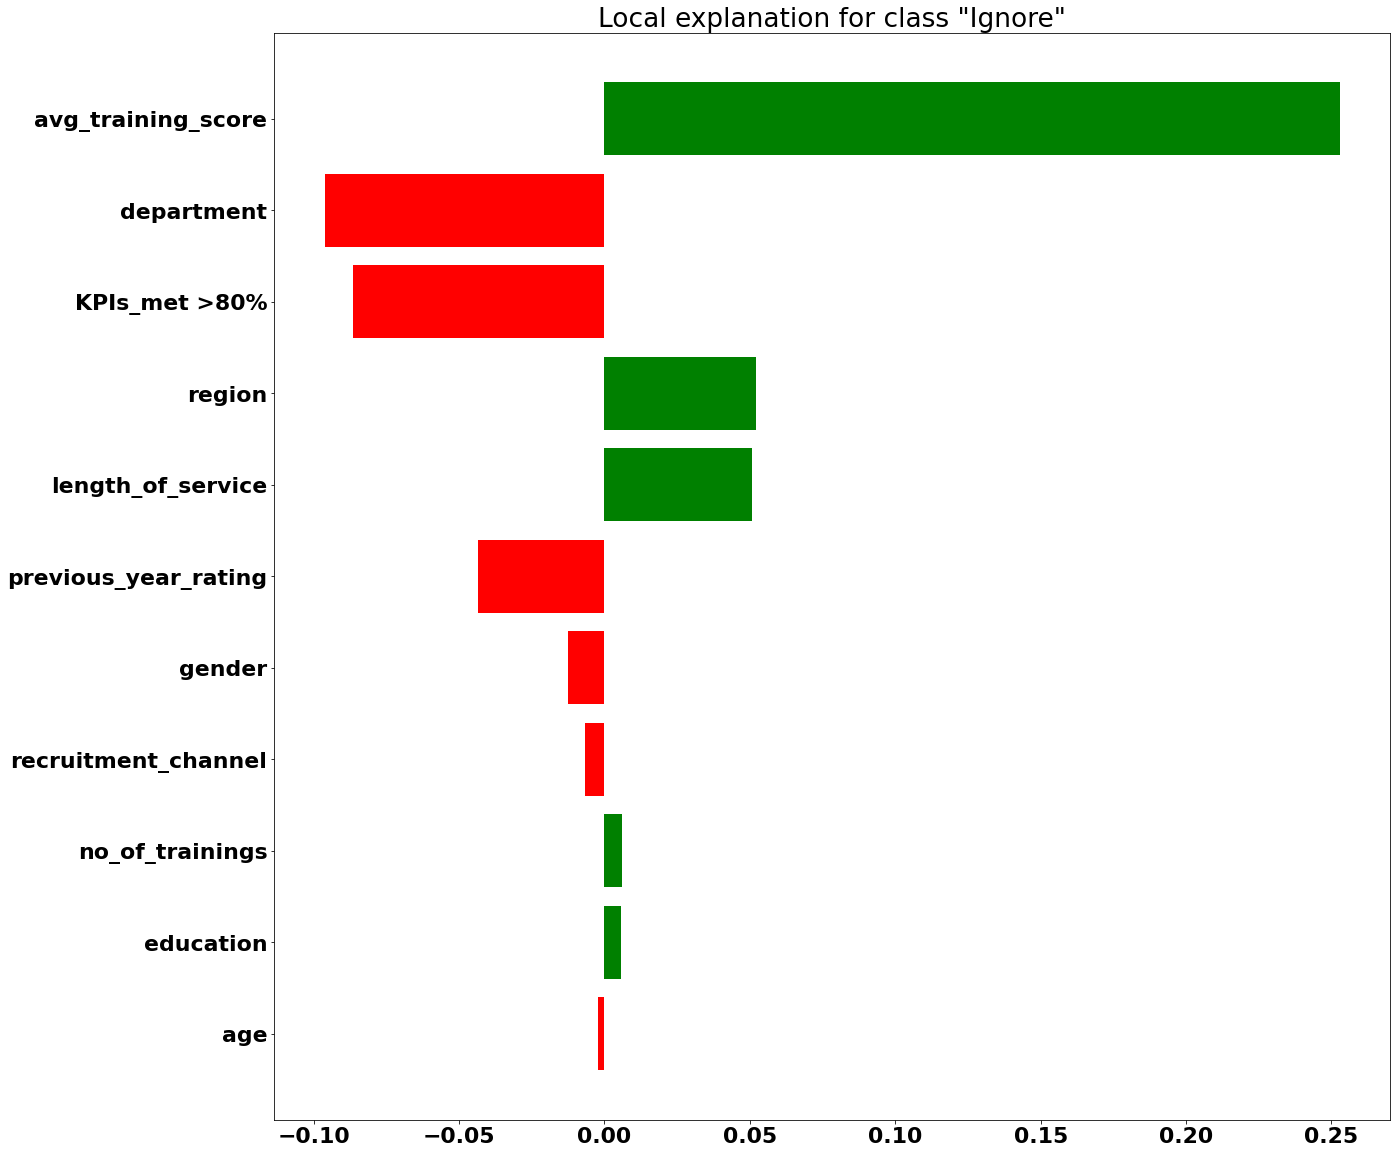 Local explanation for class "Ignore"
avg_training_score
department
KPIs_met >80%
region
length_of_service
previous_year_rating
gender
recruitment_channel
no_of_trainings
education
age
−0.10 −0.05 0.00 0.05 0.10 0.15 0.20 0.25